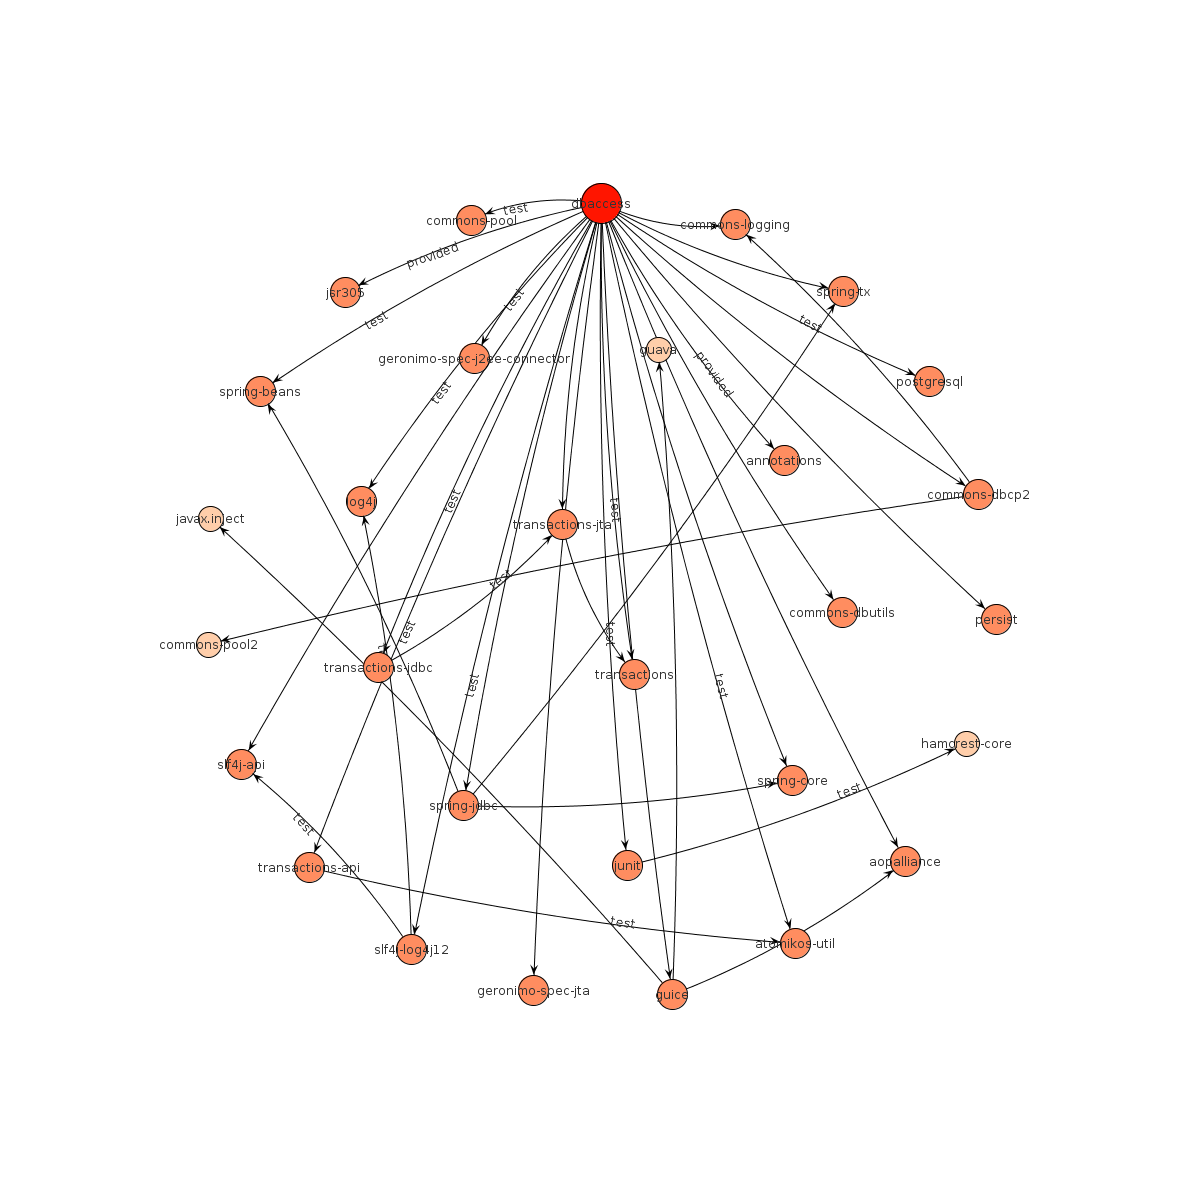 dbaccess
test
commons-pool
commons-logging
provided
jsr305
spring-tx
test
test
test
guava
geronimo-spec-j2ee-connector
provided
postgresql
spring-beans
test
annotations
log4j
commons-dbcp2
test
javax.inject
test
transactions-jta
test
commons-dbutils
persist
test
test
commons-pool2
transactions-jdbc
transactions
test
test
hamcrest-core
slf4j-api
spring-core
test
spring-jdbc
test
junit
aopalliance
transactions-api
test
atomikos-util
slf4j-log4j12
geronimo-spec-jta
guice